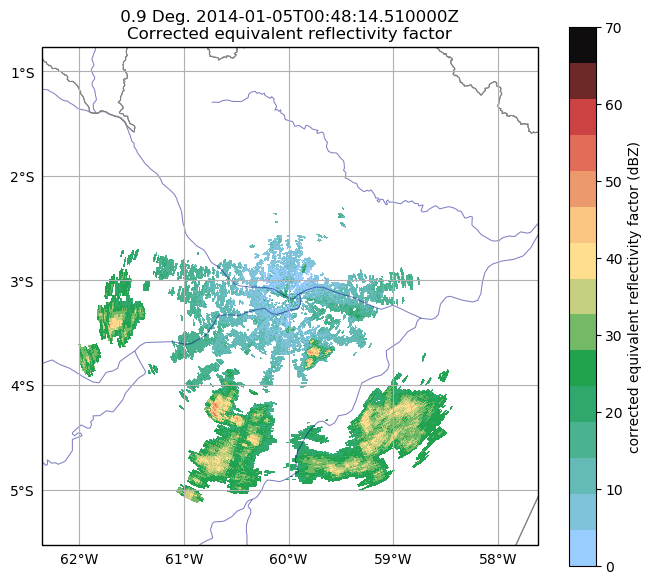 0.9 Deg. 2014-01-05T00:48:14.510000Z
Corrected equivalent reflectivity factor
1°S
2°S
3°S
4°S
5°S
62°W 61°W 60°W 59°W 58°W
70
60
50
40
30
20
10
0
corrected equivalent reflectivity factor (dBZ)